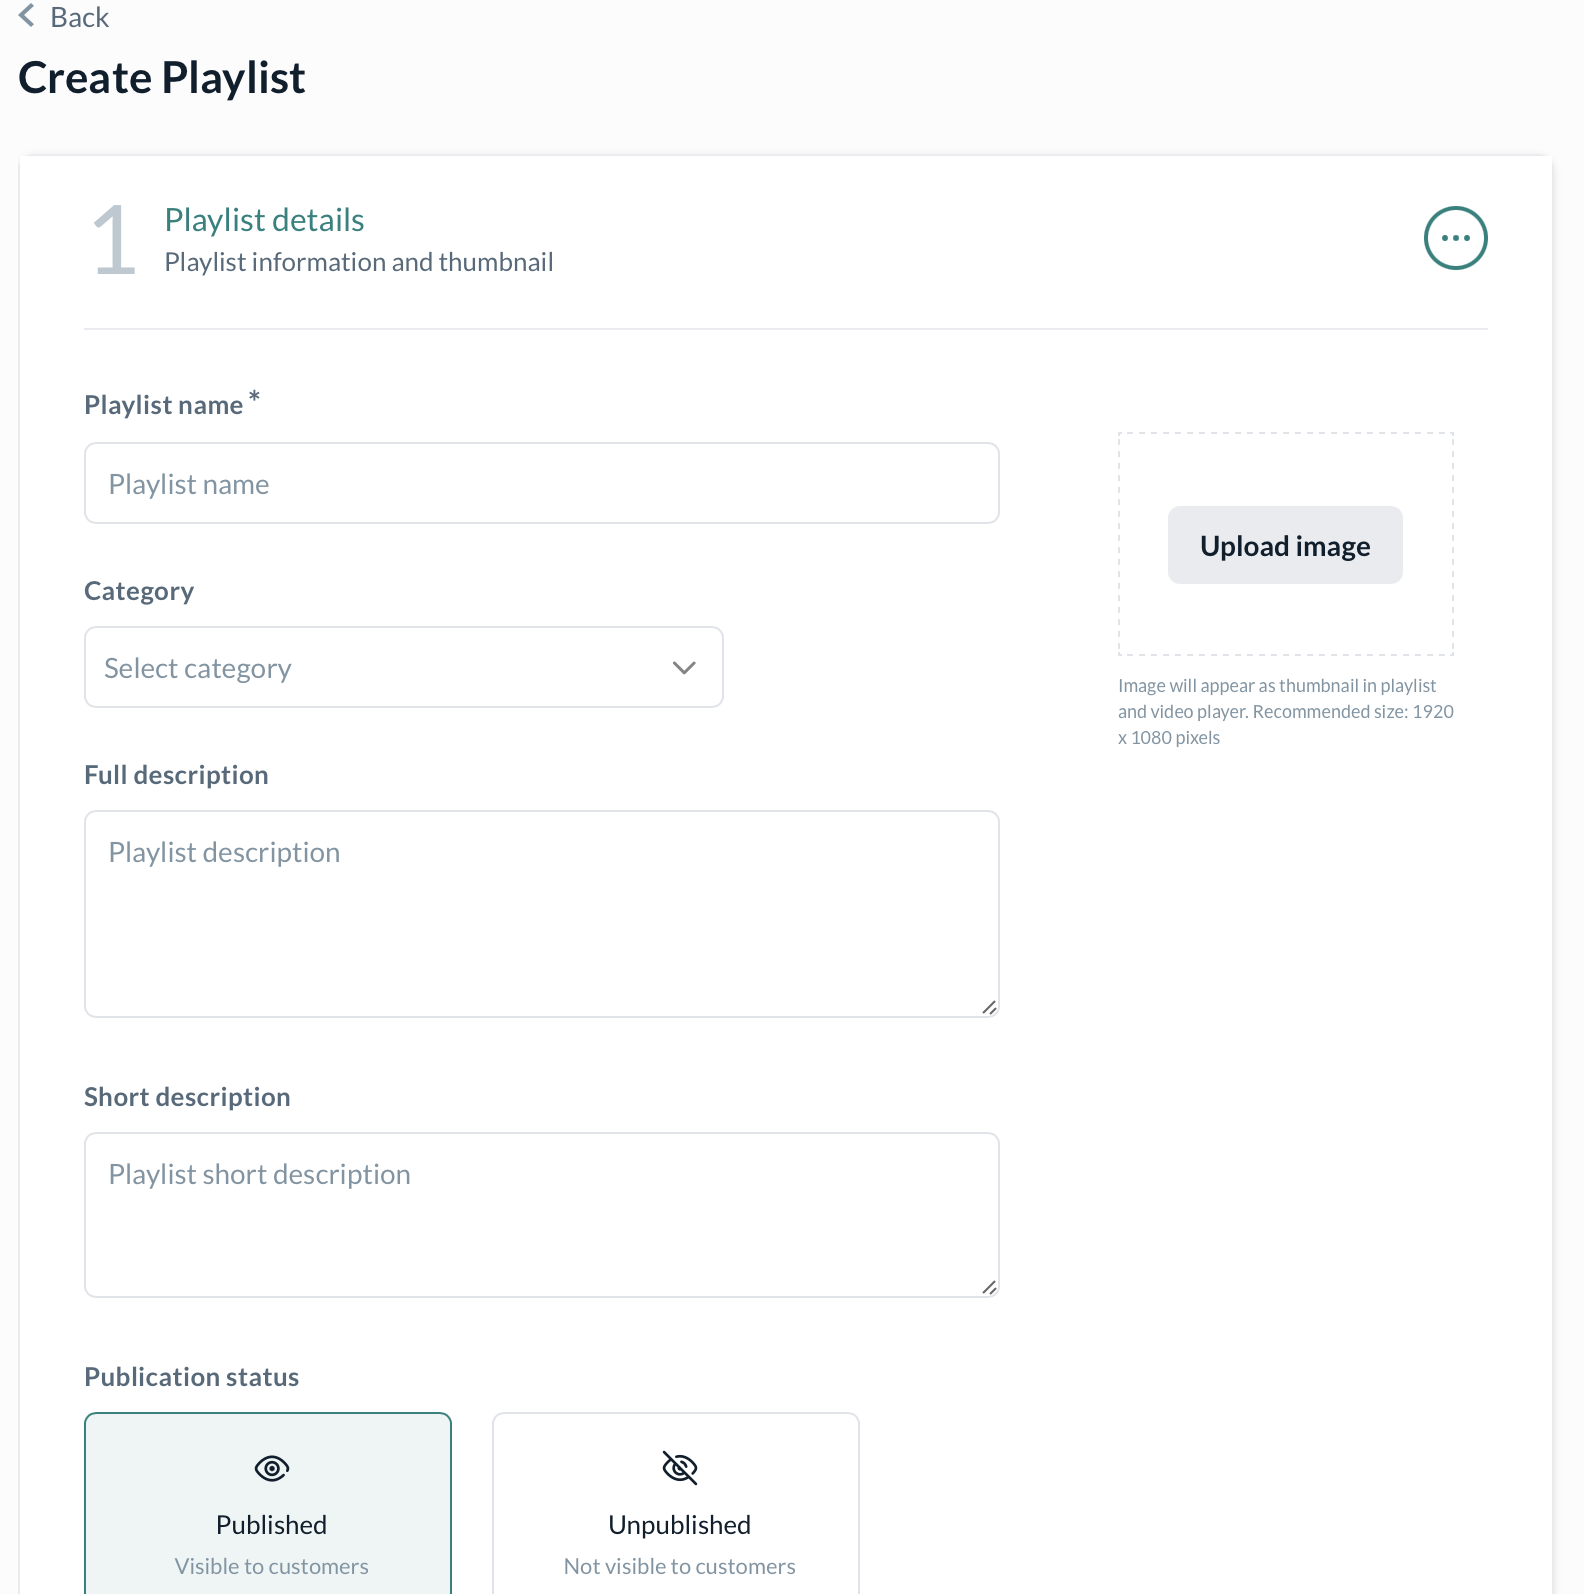 Back
Create Playlist
1
Playlist details
Playlist information and thumbnail
Playlist name *
Playlist name
Category
Select category
Upload image
Image will appear as thumbnail in playlist
and video player. Recommended size: 1920
x 1080 pixels
Full description
Playlist description
Short description
Playlist short description
Publication status
Published
Visible to customers
Unpublished
Not visible to customers